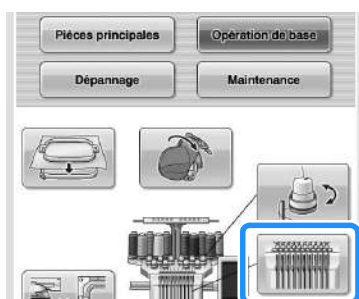 Pièces principales
Opération de base
Dépannage
Maintenance